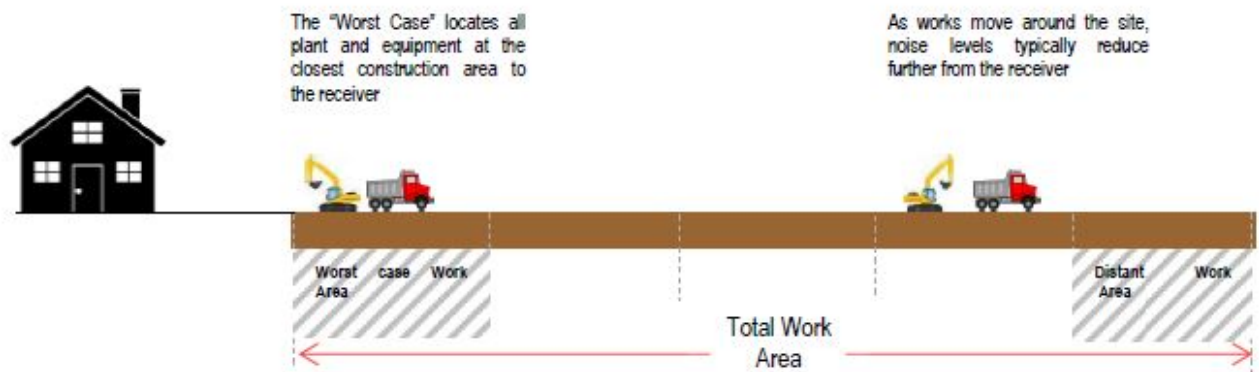 The “Worst Case” locates all
plant and equipment at the
closest construction area to
the receiver
As works move around the site,
noise levels typically reduce
further from the receiver
Worst case Work
Area
Distant Work
Area
Total Work
Area